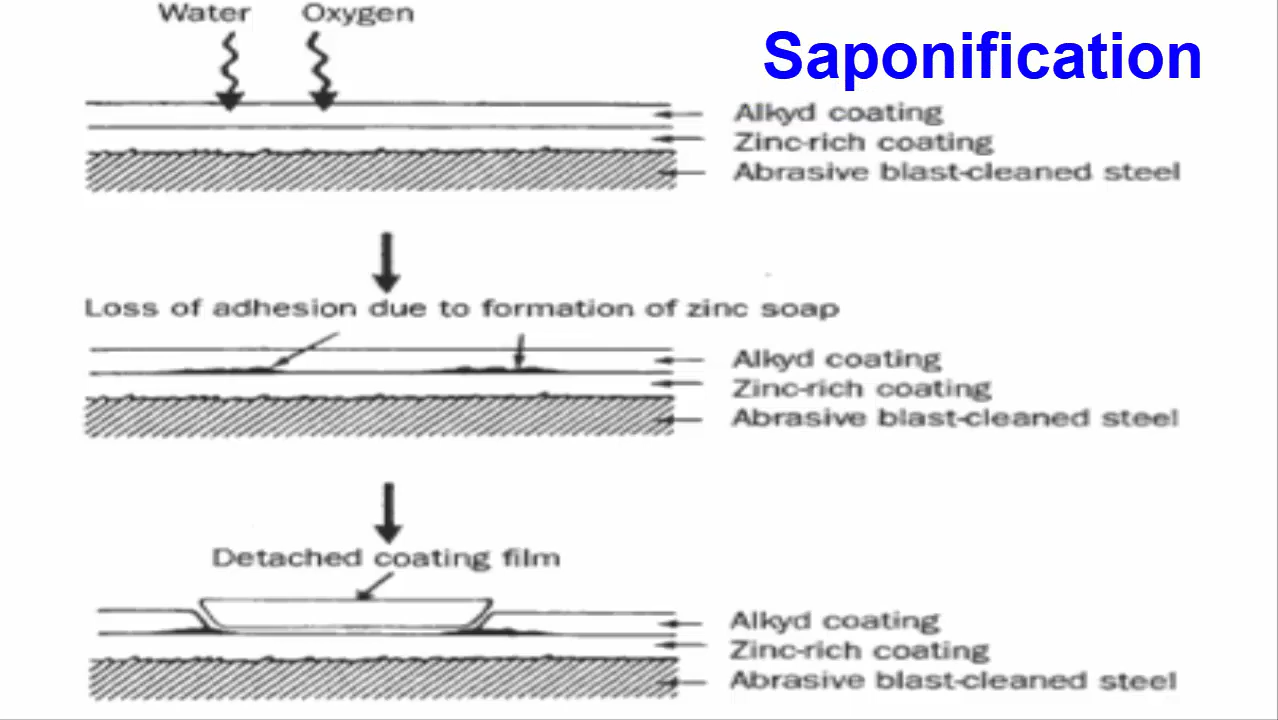 Water Oxygen
Saponification
Alkyd coating
Zinc-rich coating
Abrasive blast-cleaned steel
Loss of adhesion due to formation of zinc soap
Alkyd coating
Zinc-rich coating
Abrasive blast-cleaned steel
Detached coating film
Alkyd coating
Zinc-rich coating
Abrasive blast-cleaned steel